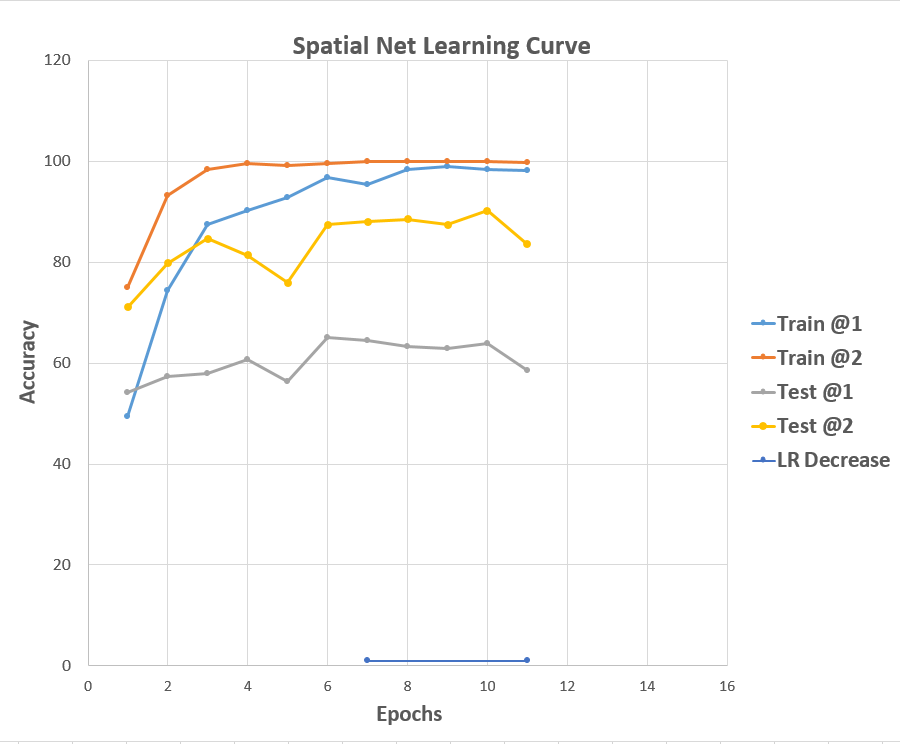 Spatial Net Learning Curve
120
100
80
60
40
20
0
Accuracy
0 2 4 6 8 10 12 14 16
Epochs
Train @1
Train @2
Test @1
Test @2
LR Decrease